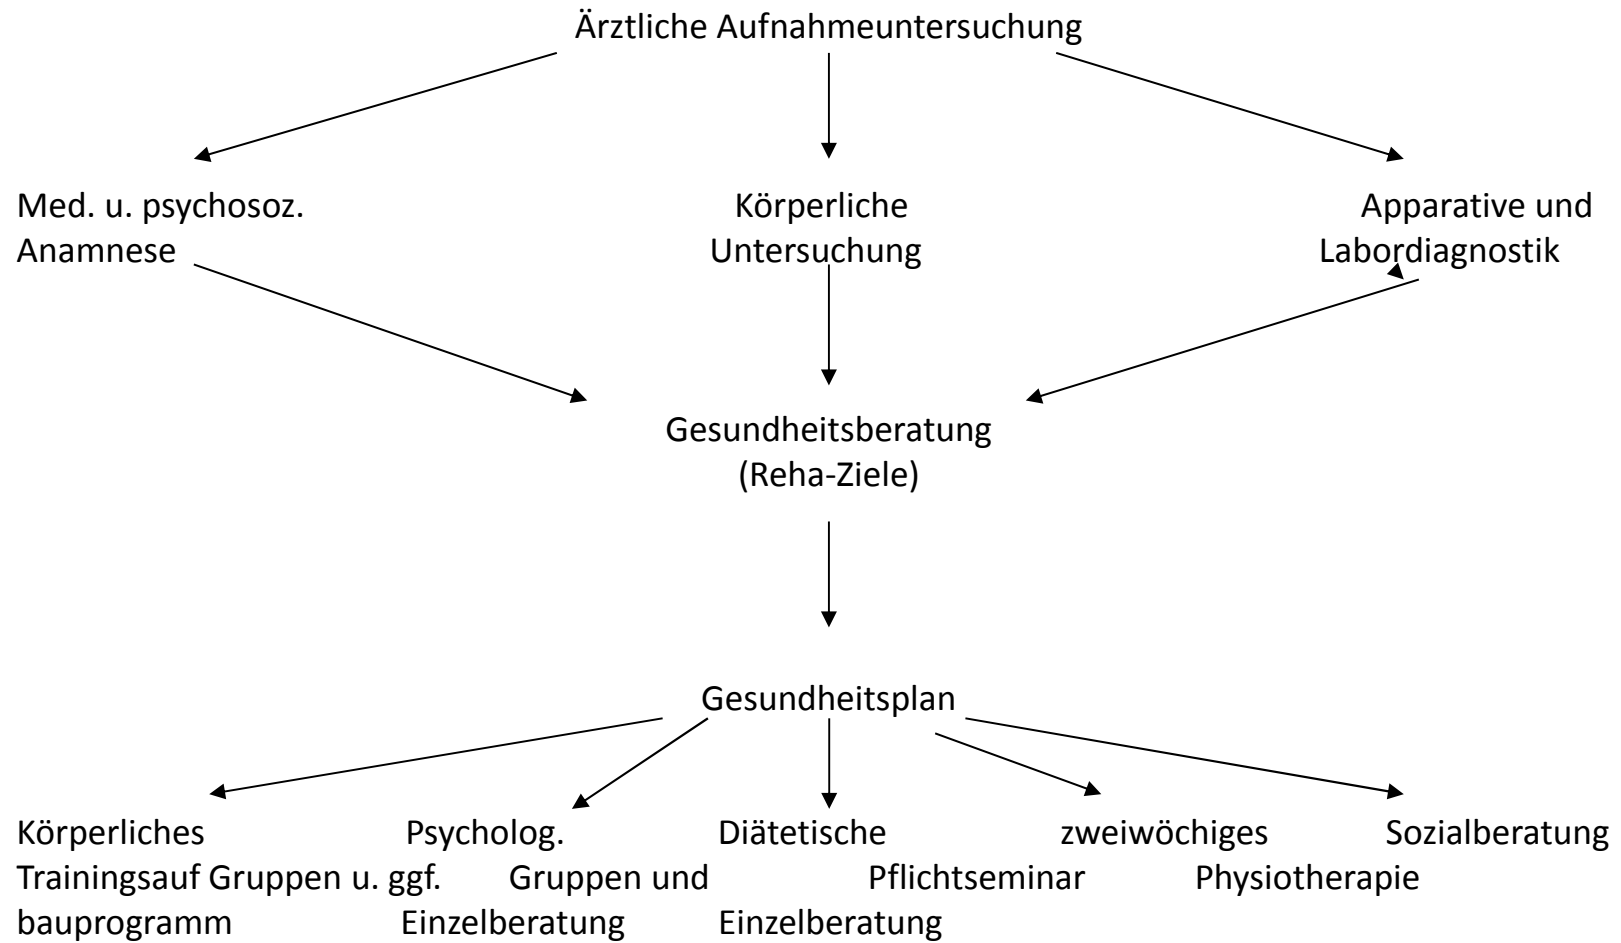 Ärztliche Aufnahmeuntersuchung
Med. u. psychosoz. Körperliche Apparative und
Anamnese Untersuchung Labordiagnostik
Gesundheitsberatung
(Reha-Ziele)
Gesundheitsplan
Körperliches Psycholog. Diätetische zweiwöchiges Sozialberatung
Trainingsauf Gruppen u. ggf. Gruppen und Pflichtseminar Physiotherapie
bauprogramm Einzelberatung Einzelberatung